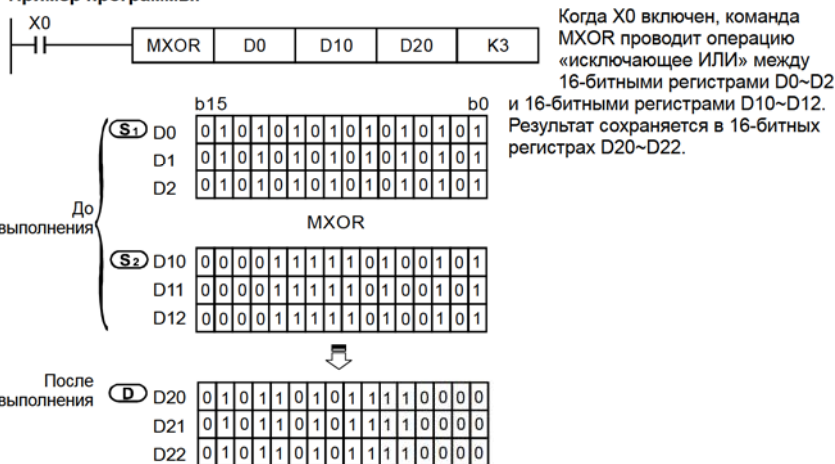 Пример программы:
X0
MXOR D0 D10 D20 K3
Когда X0 включен, команда
MXOR проводит операцию
«исключающее ИЛИ» между
16-битными регистрами D0~D2
и 16-битными регистрами D10~D12.
Результат сохраняется в 16-битных
регистрах D20~D22.
b15 b0
До
выполнения
S1 D0 0 1 0 1 0 1 0 1 0 1 0 1 0 1 0 1
D1 0 1 0 1 0 1 0 1 0 1 0 1 0 1 0 1
D2 0 1 0 1 0 1 0 1 0 1 0 1 0 1 0 1
MXOR
S2 D10 0 0 0 0 1 1 1 1 1 0 1 0 0 1 0 1
D11 0 0 0 0 1 1 1 1 1 0 1 0 0 1 0 1
D12 0 0 0 0 1 1 1 1 1 0 1 0 0 1 0 1
После
выполнения
D D20 0 1 0 1 1 0 1 0 1 1 1 1 0 0 0 0
D21 0 1 0 1 1 0 1 0 1 1 1 1 0 0 0 0
D22 0 1 0 1 1 0 1 0 1 1 1 1 0 0 0 0